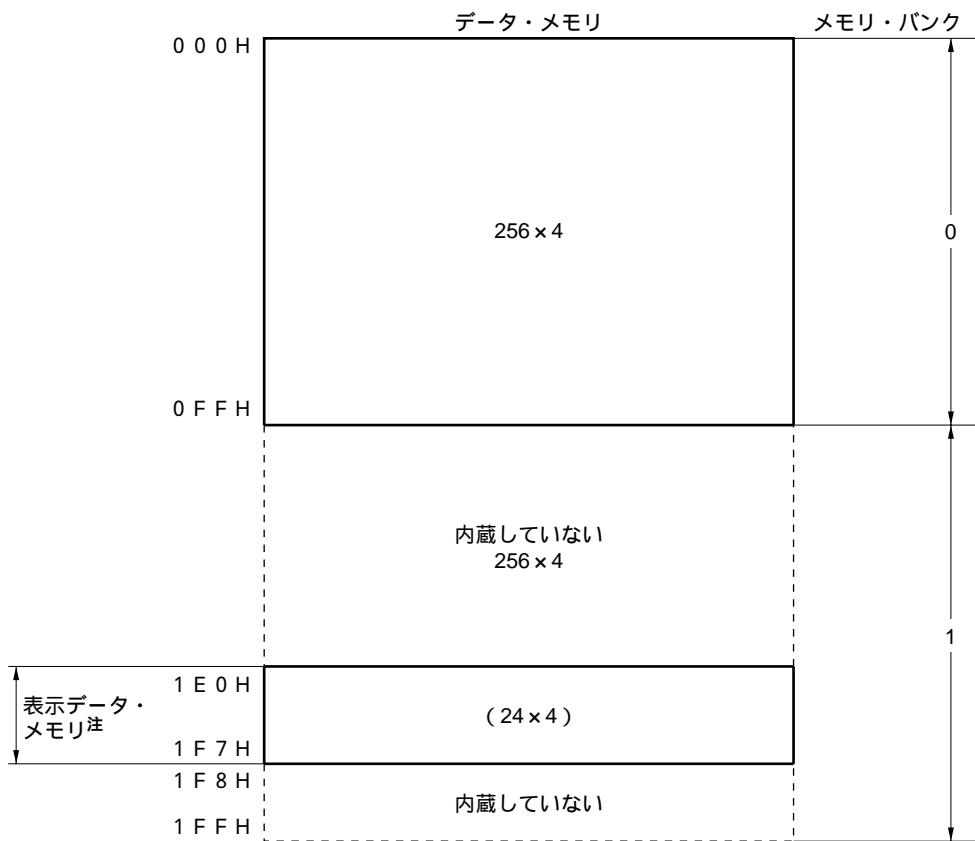 データ・メモリ
メモリ・バンク
000H
256×4
0
0FFH
内蔵していない
256×4
1
1E0H
表示データ・
メモリ注
(24×4)
1F7H
1F8H
内蔵していない
1FFH